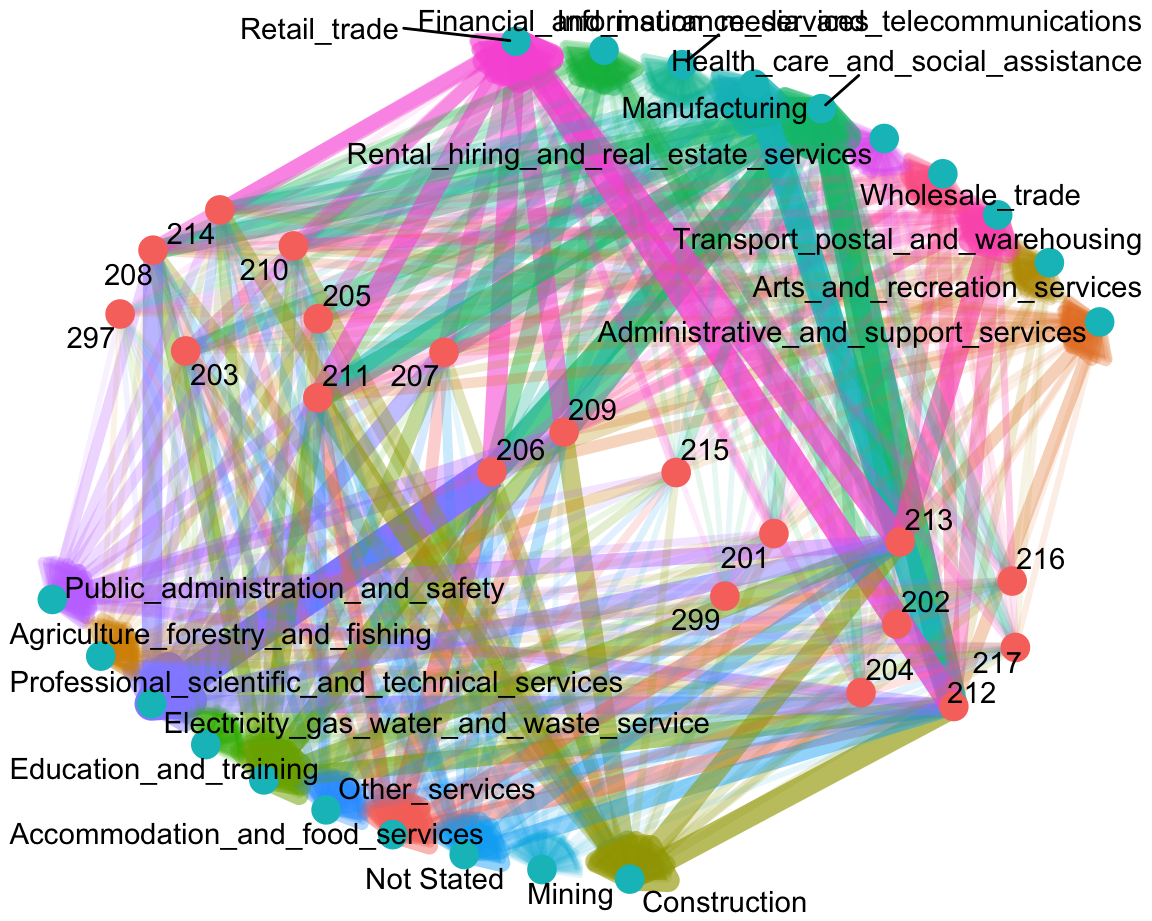 Financial_and_insurance_services
Information_media_and_telecommunications
Retail_trade
Health_care_and_social_assistance
Manufacturing
Rental_hiring_and_real_estate_services
Wholesale_trade
214
Transport_postal_and_warehousing
210
208
Arts_and_recreation_services
205
Administrative_and_support_services
297
203
211
207
209
206
215
213
201
216
202
299
Public_administration_and_safety
Agriculture_forestry_and_fishing
217
204
Professional_scientific_and_technical_services
212
Electricity_gas_water_and_waste_service
Education_and_training
Other_services
Accommodation_and_food_services
Not Stated
Mining
Construction